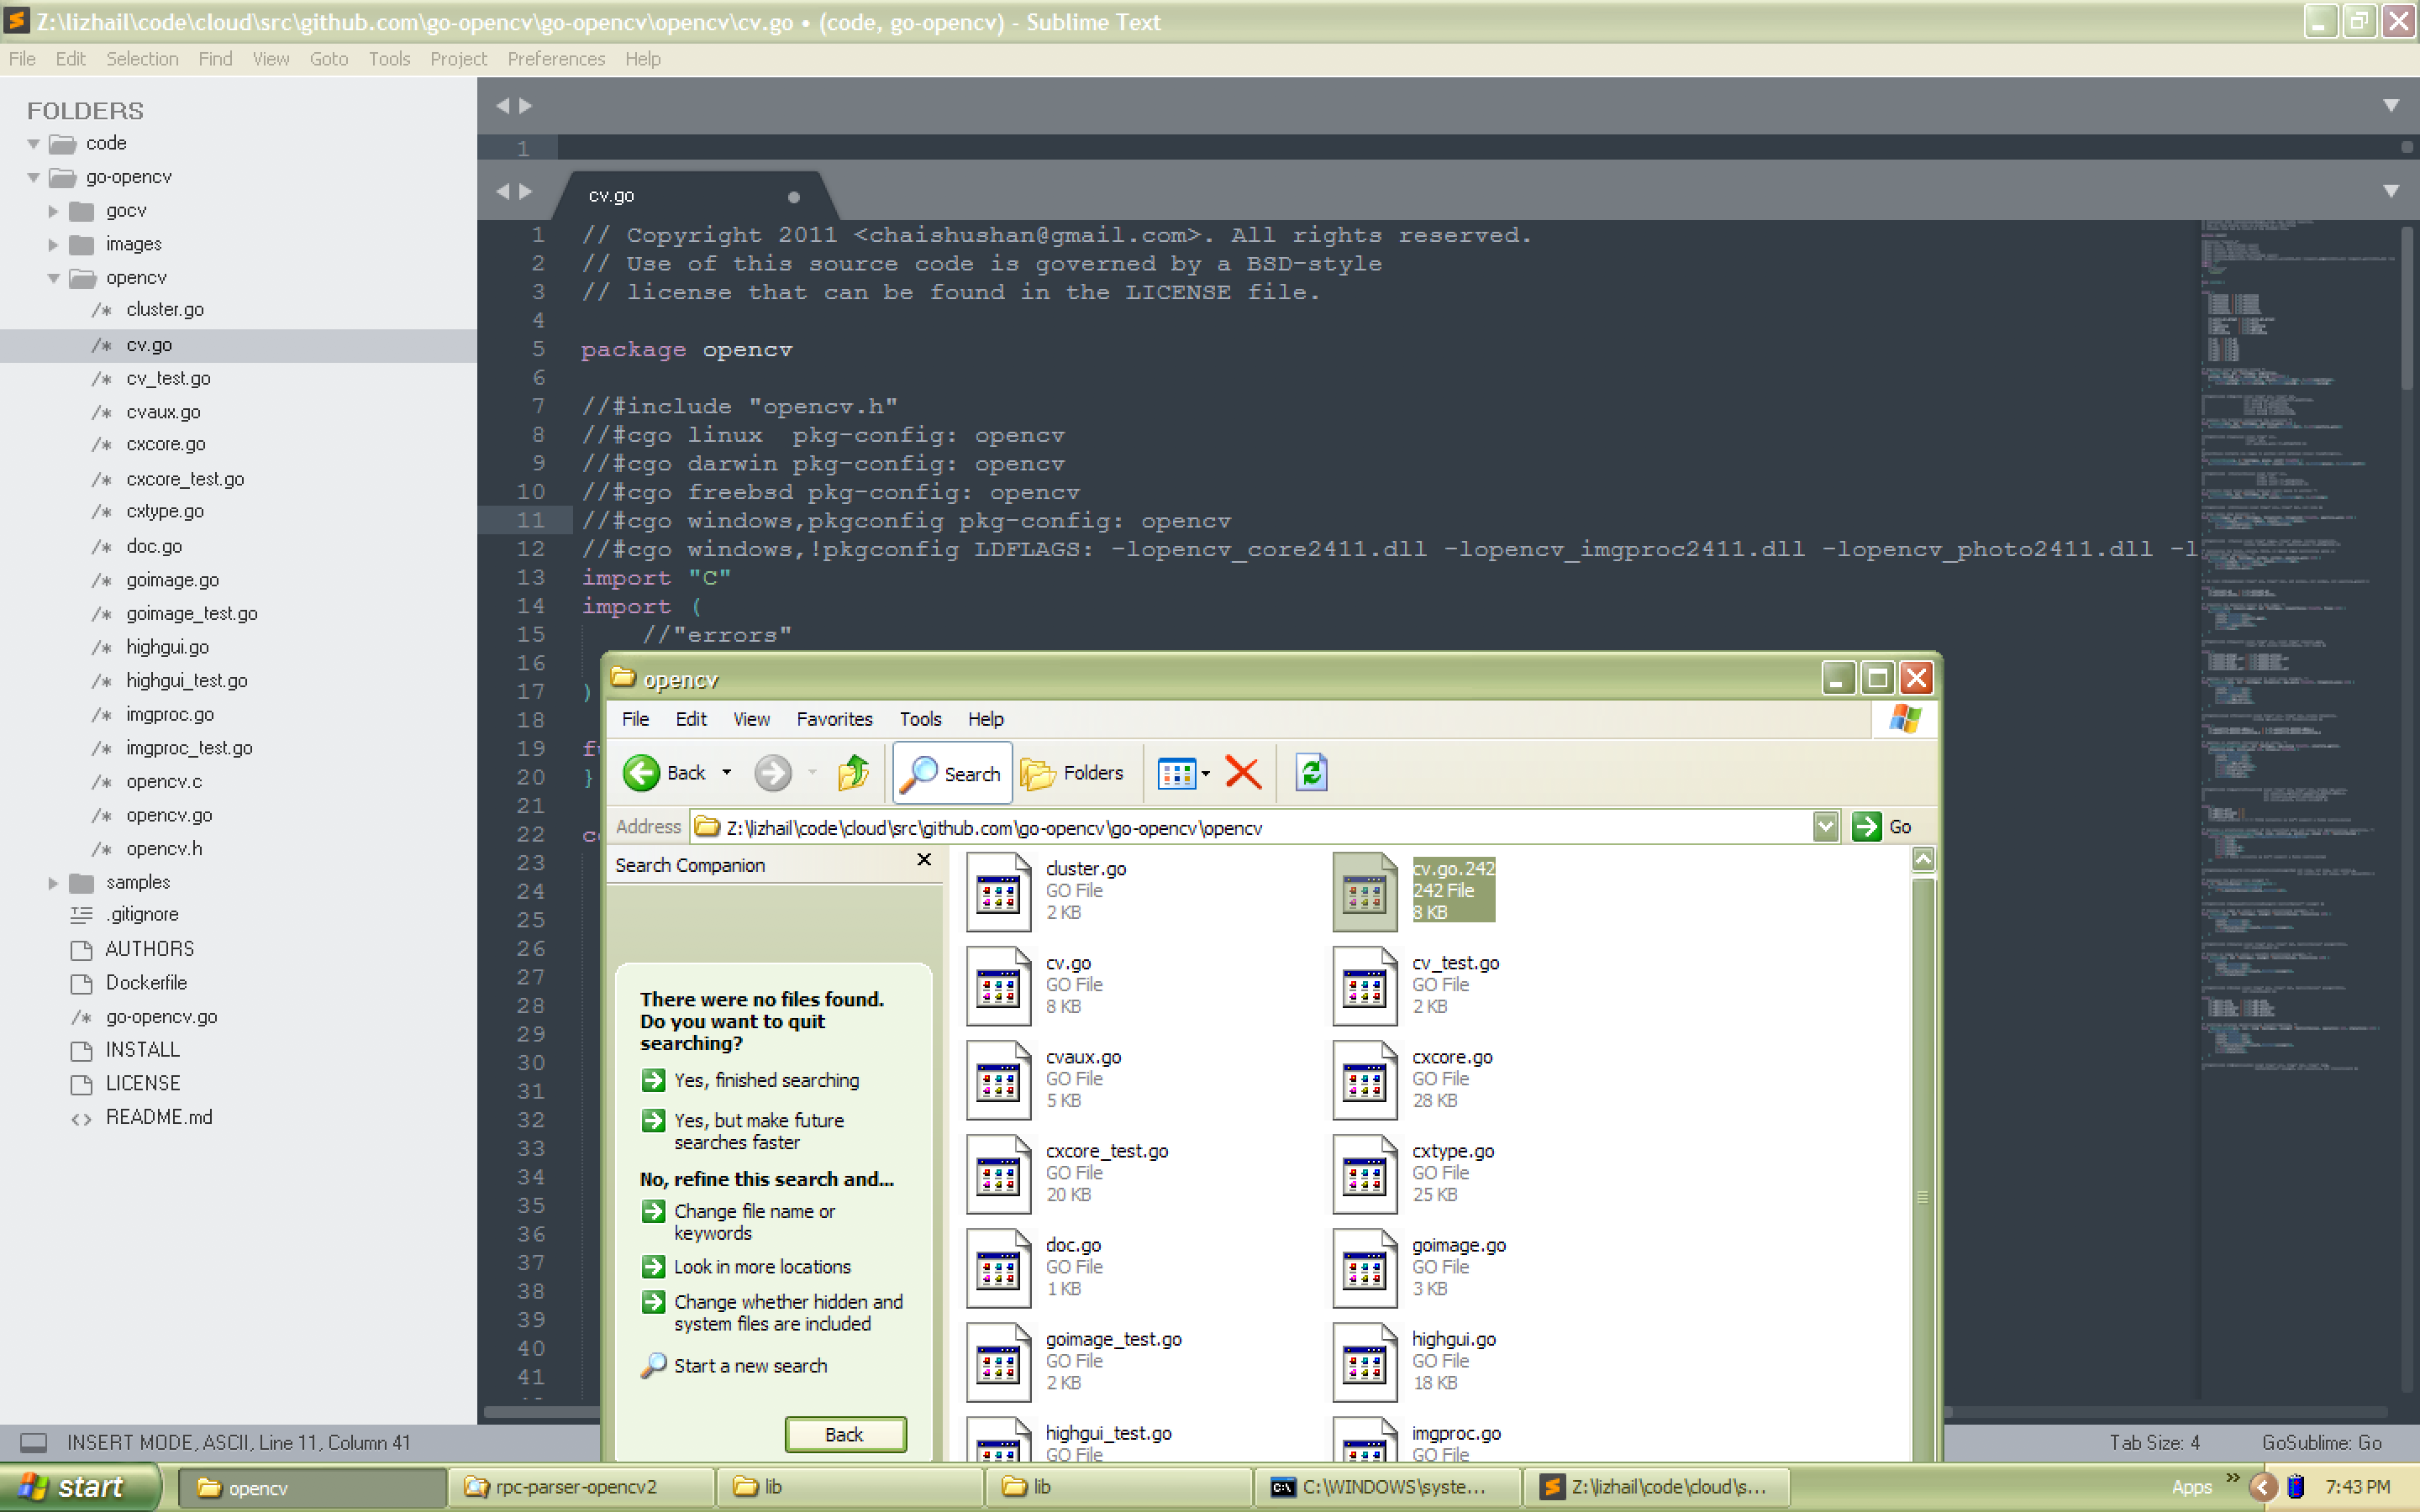 Z:\lizhail\code\cloud\src\github.com\go-opencv\go-opencv\opencv\cv.go • (code, go-opencv) - Sublime Text
File Edit Selection Find View Goto Tools Project Preferences Help
FOLDERS
code
go-opencv
gocv
images
opencv
/* cluster.go
/* cv.go
/* cv_test.go
/* cvaux.go
/* cxcore.go
/* cxcore_test.go
/* cxtype.go
/* doc.go
/* goimage.go
/* goimage_test.go
/* highgui.go
/* highgui_test.go
/* imgproc.go
/* imgproc_test.go
/* opencv.c
/* opencv.go
/* opencv.h
samples
.gitignore
AUTHORS
Dockerfile
/* go-opencv.go
INSTALL
LICENSE
<> README.md
1
cv.go
1 // Copyright 2011 <chaishushan@gmail.com>. All rights reserved.
2 // Use of this source code is governed by a BSD-style
3 // license that can be found in the LICENSE file.
4
5 package opencv
6
7 //#include "opencv.h"
8 //#cgo linux  pkg-config: opencv
9 //#cgo darwin pkg-config: opencv
10 //#cgo freebsd pkg-config: opencv
11 //#cgo windows,pkgconfig pkg-config: opencv
12 //#cgo windows,!pkgconfig LDFLAGS: -lopencv_core2411.dll -lopencv_imgproc2411.dll -lopencv_photo2411.dll -l
13 import "C"
14 import (
15 //"errors"
16
17 )
18
19 f
20 }
21
22 c
23
24
25
26
27
28
29
30
31
32
33
34
35
36
37
38
39
40
41
opencv
File Edit View Favorites Tools Help
Back Search Folders
Address Z:\lizhail\code\cloud\src\github.com\go-opencv\go-opencv\opencv Go
Search Companion
There were no files found.
Do you want to quit
searching?
Yes, finished searching
Yes, but make future
searches faster
No, refine this search and...
Change file name or
keywords
Look in more locations
Change whether hidden and
system files are included
Start a new search
Back
cluster.go
GO File
2 KB
cv.go.242
242 File
8 KB
cv.go
GO File
8 KB
cv_test.go
GO File
2 KB
cvaux.go
GO File
5 KB
cxcore.go
GO File
28 KB
cxcore_test.go
GO File
20 KB
cxtype.go
GO File
25 KB
doc.go
GO File
1 KB
goimage.go
GO File
3 KB
goimage_test.go
GO File
2 KB
highgui.go
GO File
18 KB
highgui_test.go
GO File
imgproc.go
GO File
INSERT MODE, ASCII, Line 11, Column 41
Tab Size: 4 GoSublime: Go
start opencv rpc-parser-opencv2 lib lib C:\WINDOWS\syste... Z:\lizhail\code\cloud\s... Apps » 7:43 PM